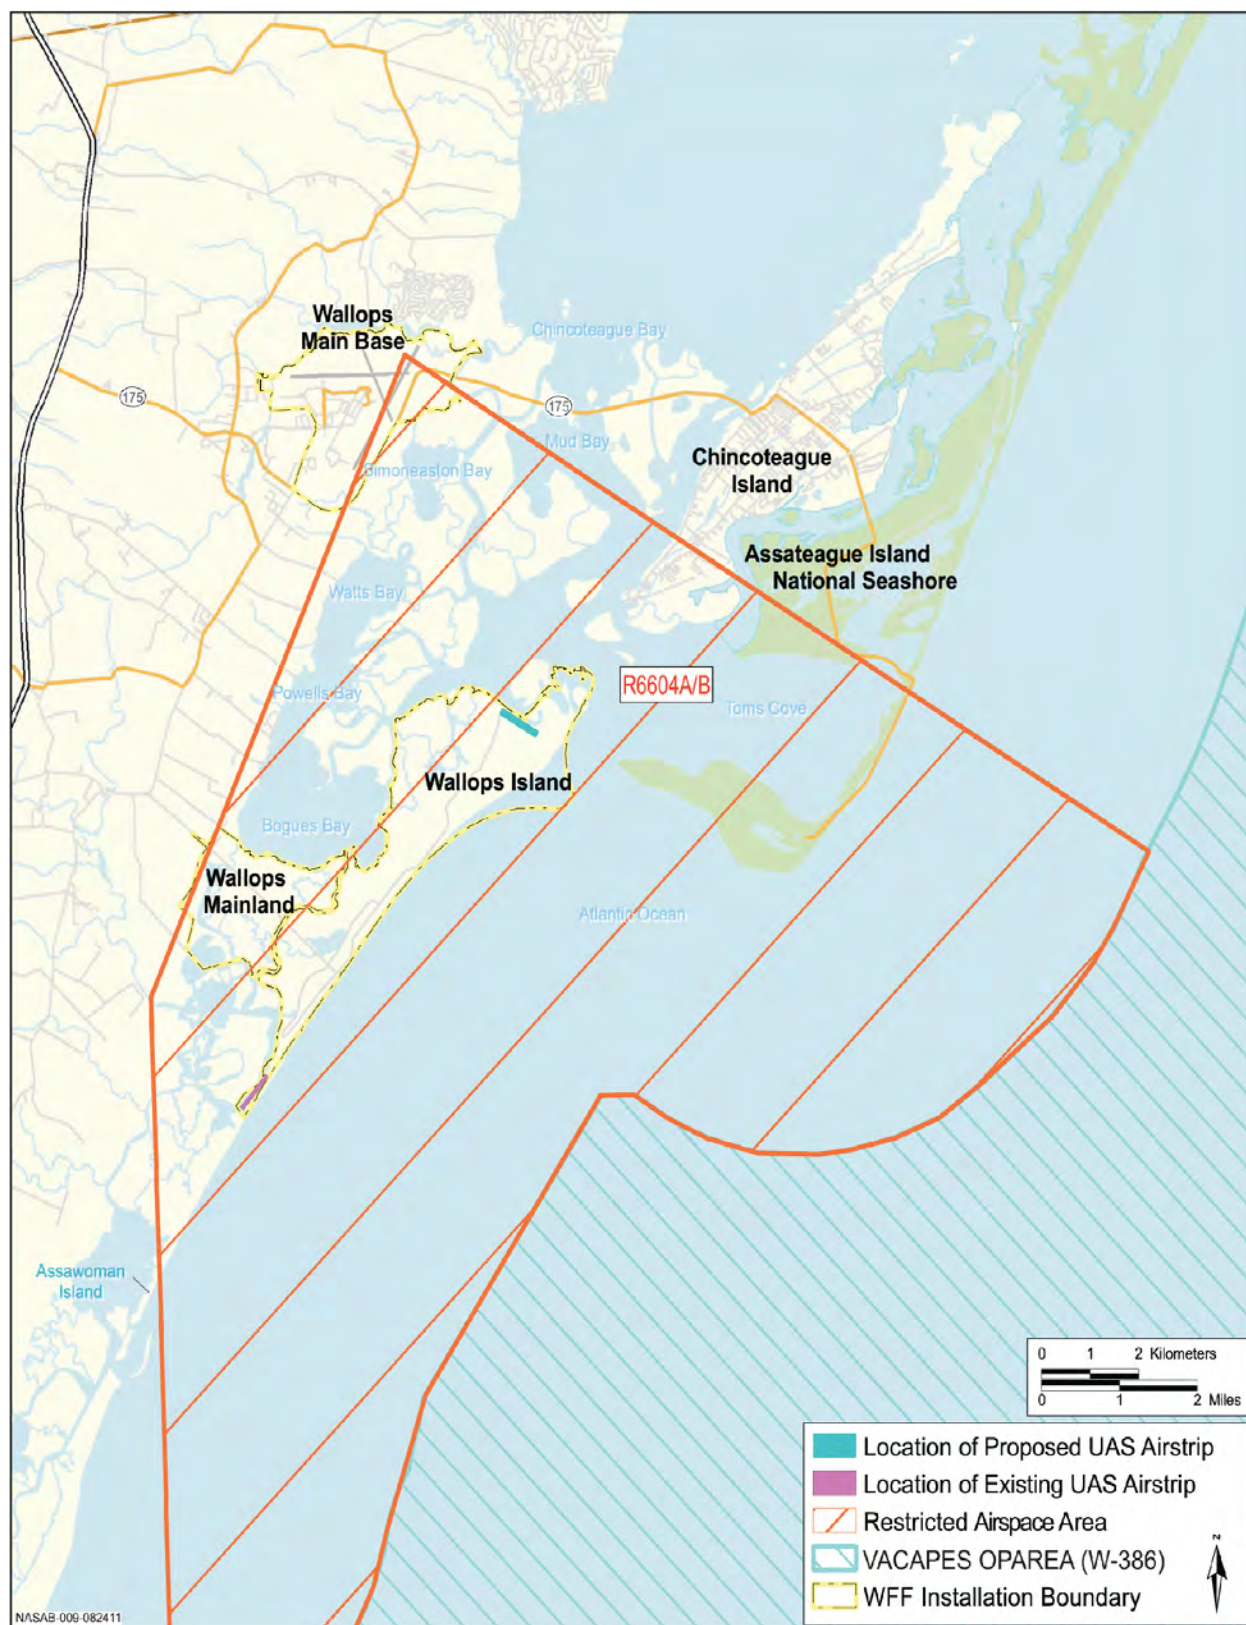 Wallops
Main Base
Chincoteague Bay
175
175
Mud Bay
Simoneaston Bay
Chincoteague
Island
Assateague Island
National Seashore
Watts Bay
R6604A/B
Powells Bay
Toms Cove
Wallops Island
Bogues Bay
Wallops
Mainland
Atlantic Ocean
Assawoman
Island
0 1 2 Kilometers
0 1 2 Miles
Location of Proposed UAS Airstrip
Location of Existing UAS Airstrip
Restricted Airspace Area
VACAPES OPAREA (W-386)
WFF Installation Boundary
N
NASAB-009-082411